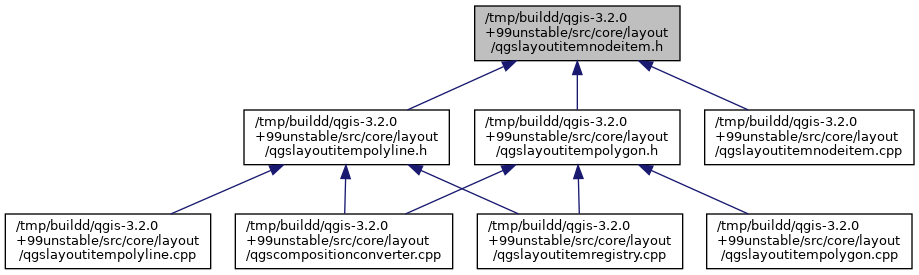 /tmp/buildd/qgis-3.2.0
+99unstable/src/core/layout
/qgslayoutitemnodeitem.h
/tmp/buildd/qgis-3.2.0
+99unstable/src/core/layout
/qgslayoutitempolyline.h
/tmp/buildd/qgis-3.2.0
+99unstable/src/core/layout
/qgslayoutitempolygon.h
/tmp/buildd/qgis-3.2.0
+99unstable/src/core/layout
/qgslayoutitemnodeitem.cpp
/tmp/buildd/qgis-3.2.0
+99unstable/src/core/layout
/qgslayoutitempolyline.cpp
/tmp/buildd/qgis-3.2.0
+99unstable/src/core/layout
/qgscompositionconverter.cpp
/tmp/buildd/qgis-3.2.0
+99unstable/src/core/layout
/qgslayoutitemregistry.cpp
/tmp/buildd/qgis-3.2.0
+99unstable/src/core/layout
/qgslayoutitempolygon.cpp